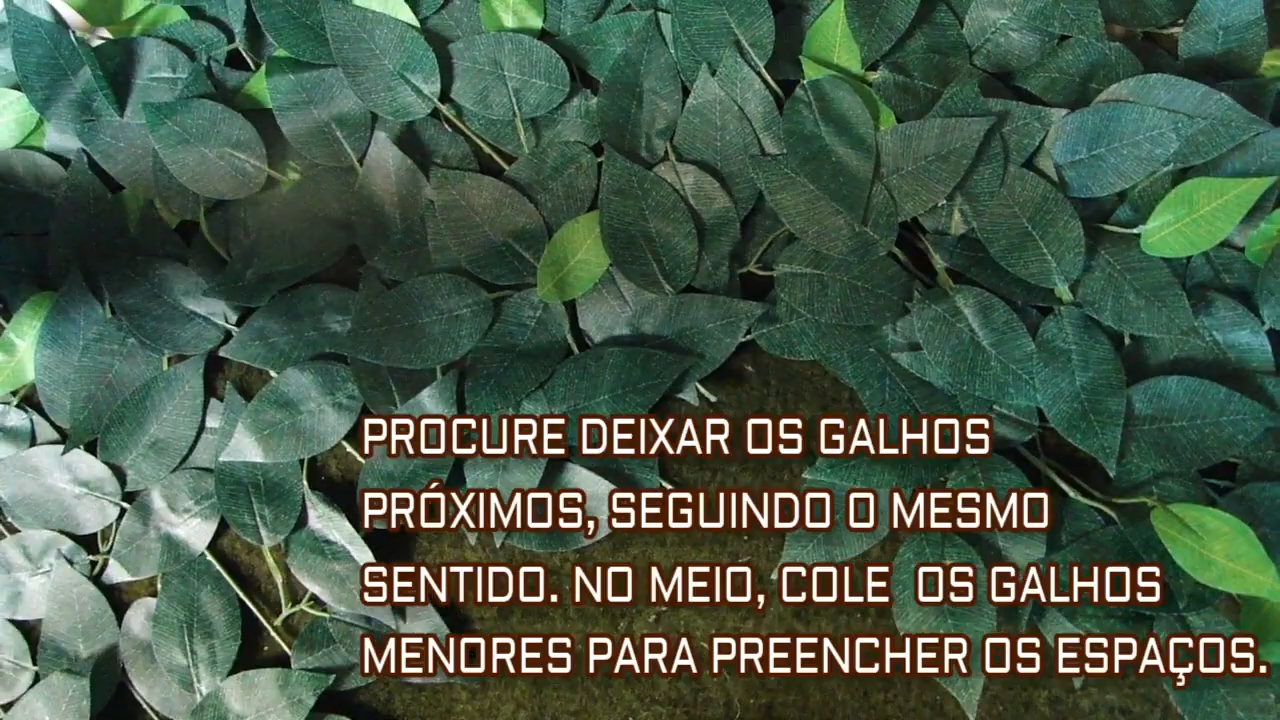 PROCURE DEIXAR OS GALHOS
PRÓXIMOS, SEGUINDO O MESMO
SENTIDO. NO MEIO, COLE OS GALHOS
MENORES PARA PREENCHER OS ESPAÇOS.